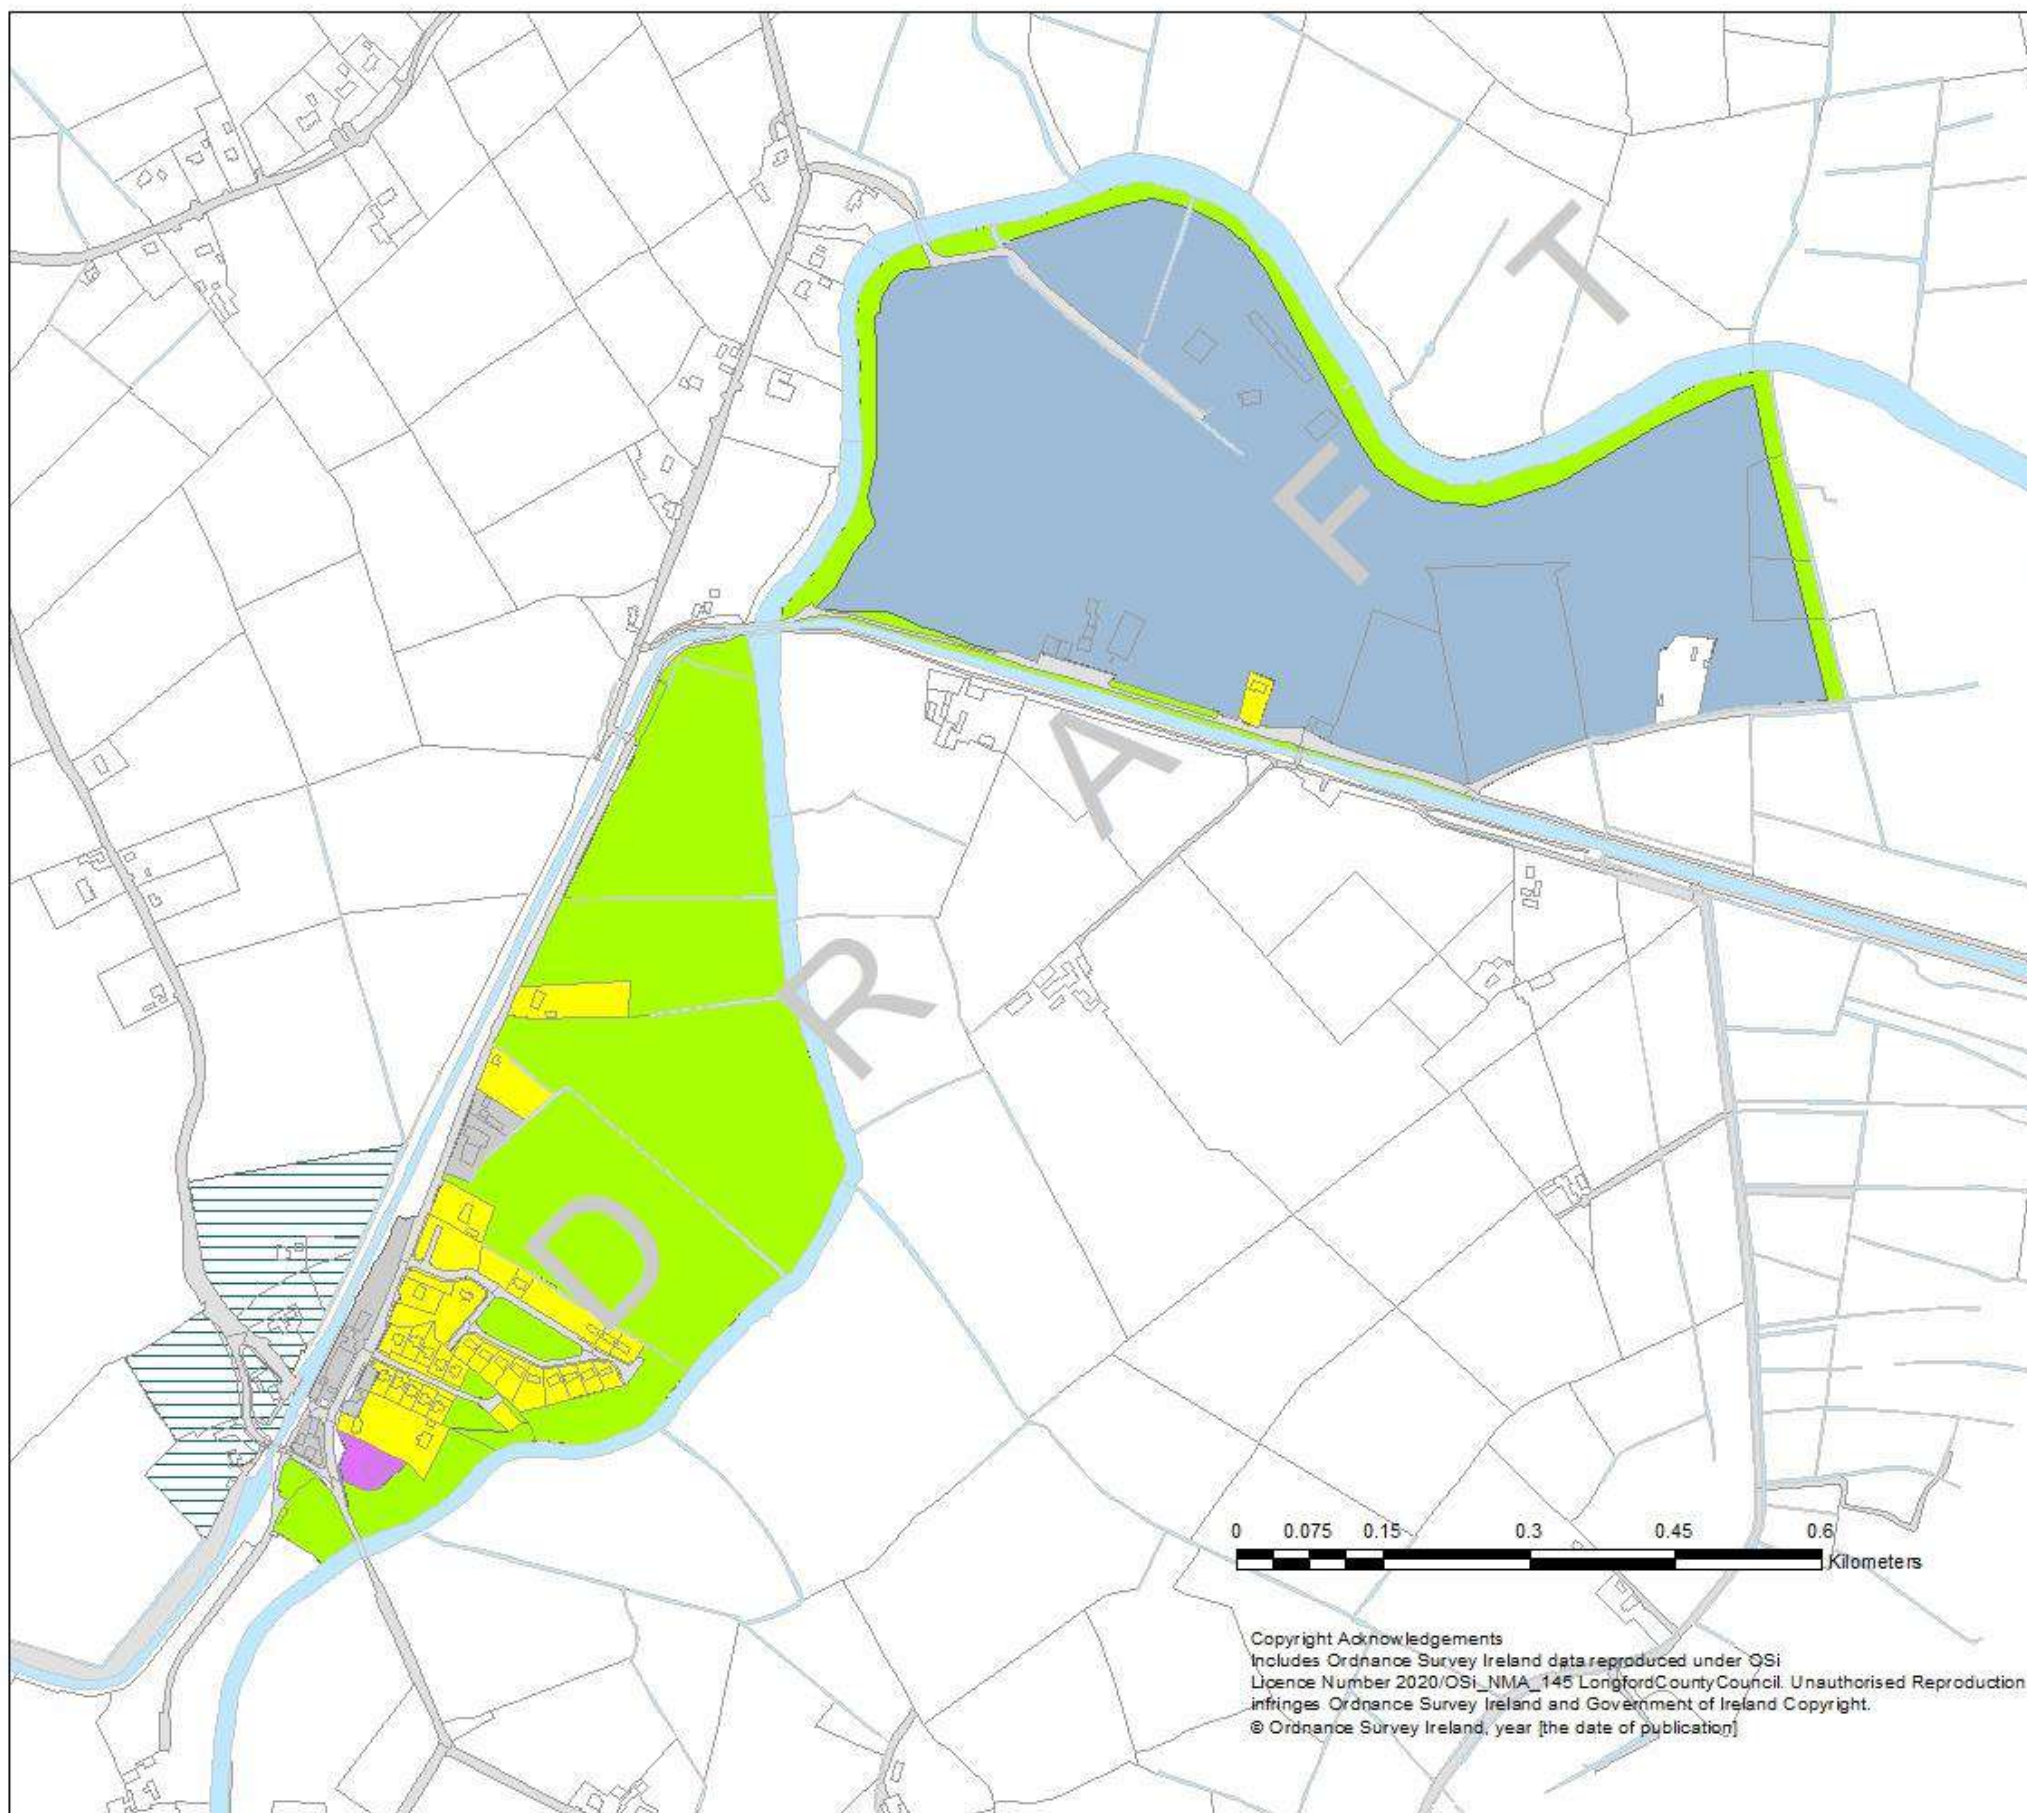 D R A F T
0 0.075 0.15 0.3 0.45 0.6
Kilometers
Copyright Acknowledgements
Includes Ordnance Survey Ireland data reproduced under OSi
Licence Number 2020/OSi_NMA_145 LongfordCountyCouncil. Unauthorised Reproduction
infringes Ordnance Survey Ireland and Government of Ireland Copyright.
© Ordnance Survey Ireland, year [the date of publication]